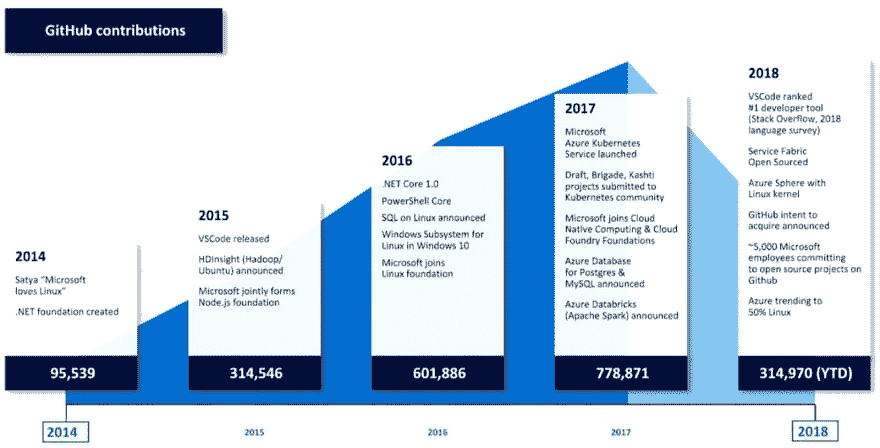 GitHub contributions
2014
Satya "Microsoft
loves Linux"
.NET foundation created
95,539
2015
VSCode released
HDInsight (Hadoop/
Ubuntu) announced
Microsoft jointly forms
Node.js foundation
314,546
2016
.NET Core 1.0
PowerShell Core
SQL on Linux announced
Windows Subsystem for
Linux in Windows 10
Microsoft joins
Linux foundation
601,886
2017
Microsoft
Azure Kubernetes
Service launched
Draft, Brigade, Kashti
projects submitted to
Kubernetes community
Microsoft joins Cloud
Native Computing & Cloud
Foundry Foundations
Azure Database
for Postgres &
MySQL announced
Azure Databricks
(Apache Spark) announced
778,871
2018
VSCode ranked
#1 developer tool
(Stack Overflow, 2018
language survey)
Service Fabric
Open Sourced
Azure Sphere with
Linux kernel
GitHub intent to
acquire announced
~5,000 Microsoft
employees committing
to open source projects on
Github
Azure trending to
50% Linux
314,970 (YTD)
2014
2015
2016
2017
2018